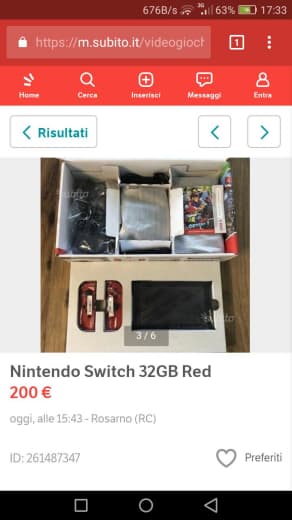 676B/s 3G 63% 17:33
https://m.subito.it/videogioch
1
Home Cerca Inserisci Messaggi Entra
Risultati
subito
subito
3 / 6
Nintendo Switch 32GB Red
200 €
oggi, alle 15:43 - Rosarno (RC)
ID: 261487347 Preferiti